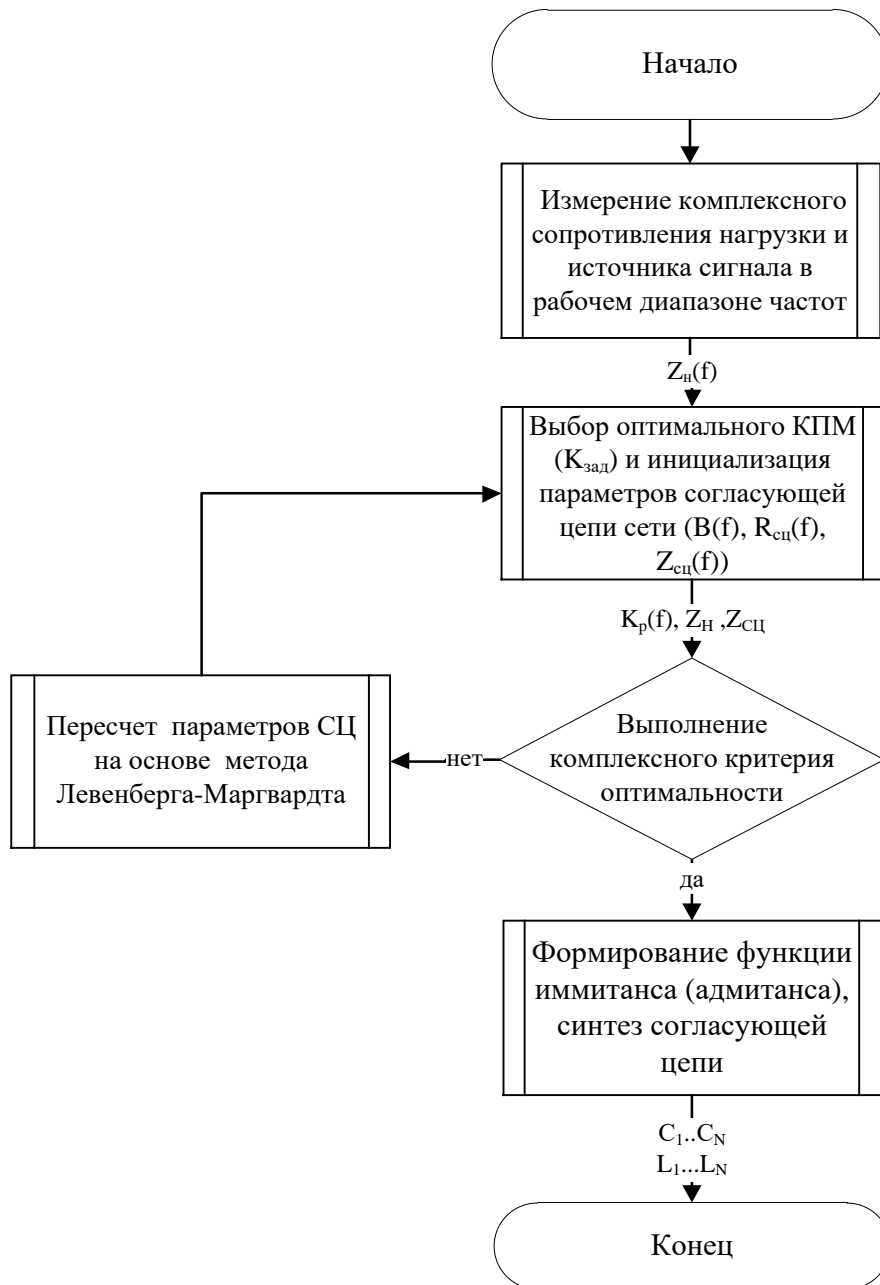 Начало
Измерение комплексного
сопротивления нагрузки и
источника сигнала в
рабочем диапазоне частот
Zн(f)
Выбор оптимального КПМ
(Kзад) и инициализация
параметров согласующей
цепи сети (B(f), Rсц(f),
Zсц(f))
Kр(f), ZН ,ZСЦ
Выполнение
комплексного критерия
оптимальности
нет
Пересчет параметров СЦ
на основе метода
Левенберга-Маргвардта
да
Формирование функции
иммитанса (адмитанса),
синтез согласующей
цепи
C1..CN
L1...LN
Конец